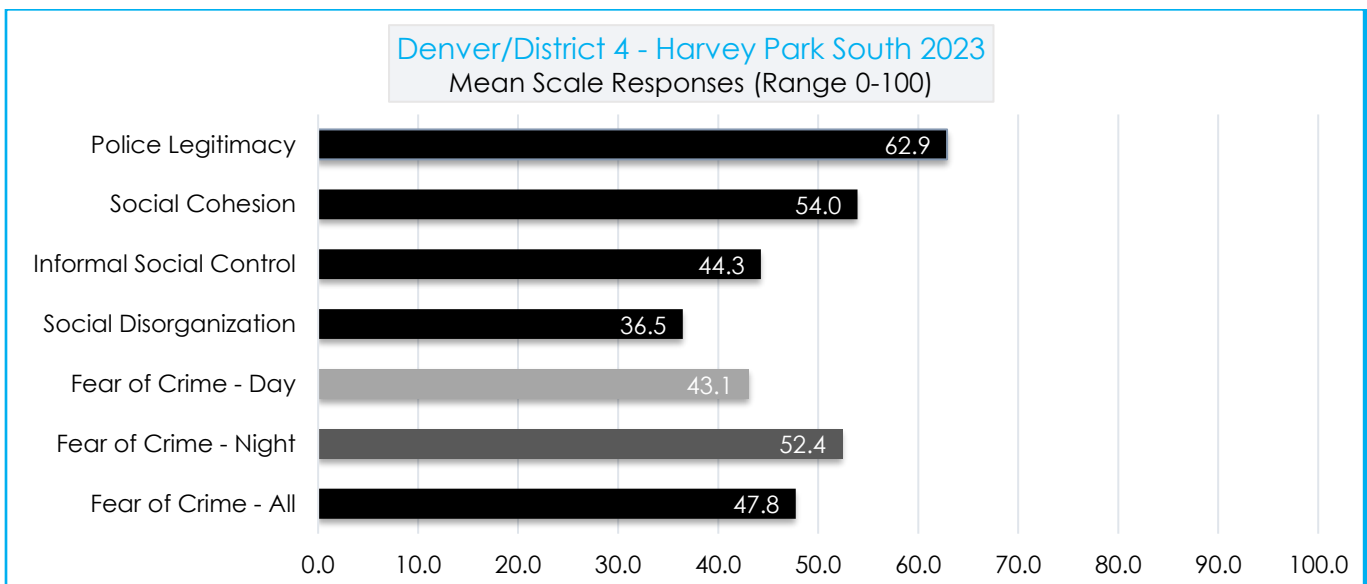 Denver/District 4 - Harvey Park South 2023
Mean Scale Responses (Range 0-100)
Police Legitimacy 62.9
Social Cohesion 54.0
Informal Social Control 44.3
Social Disorganization 36.5
Fear of Crime - Day 43.1
Fear of Crime - Night 52.4
Fear of Crime - All 47.8
0.0 10.0 20.0 30.0 40.0 50.0 60.0 70.0 80.0 90.0 100.0